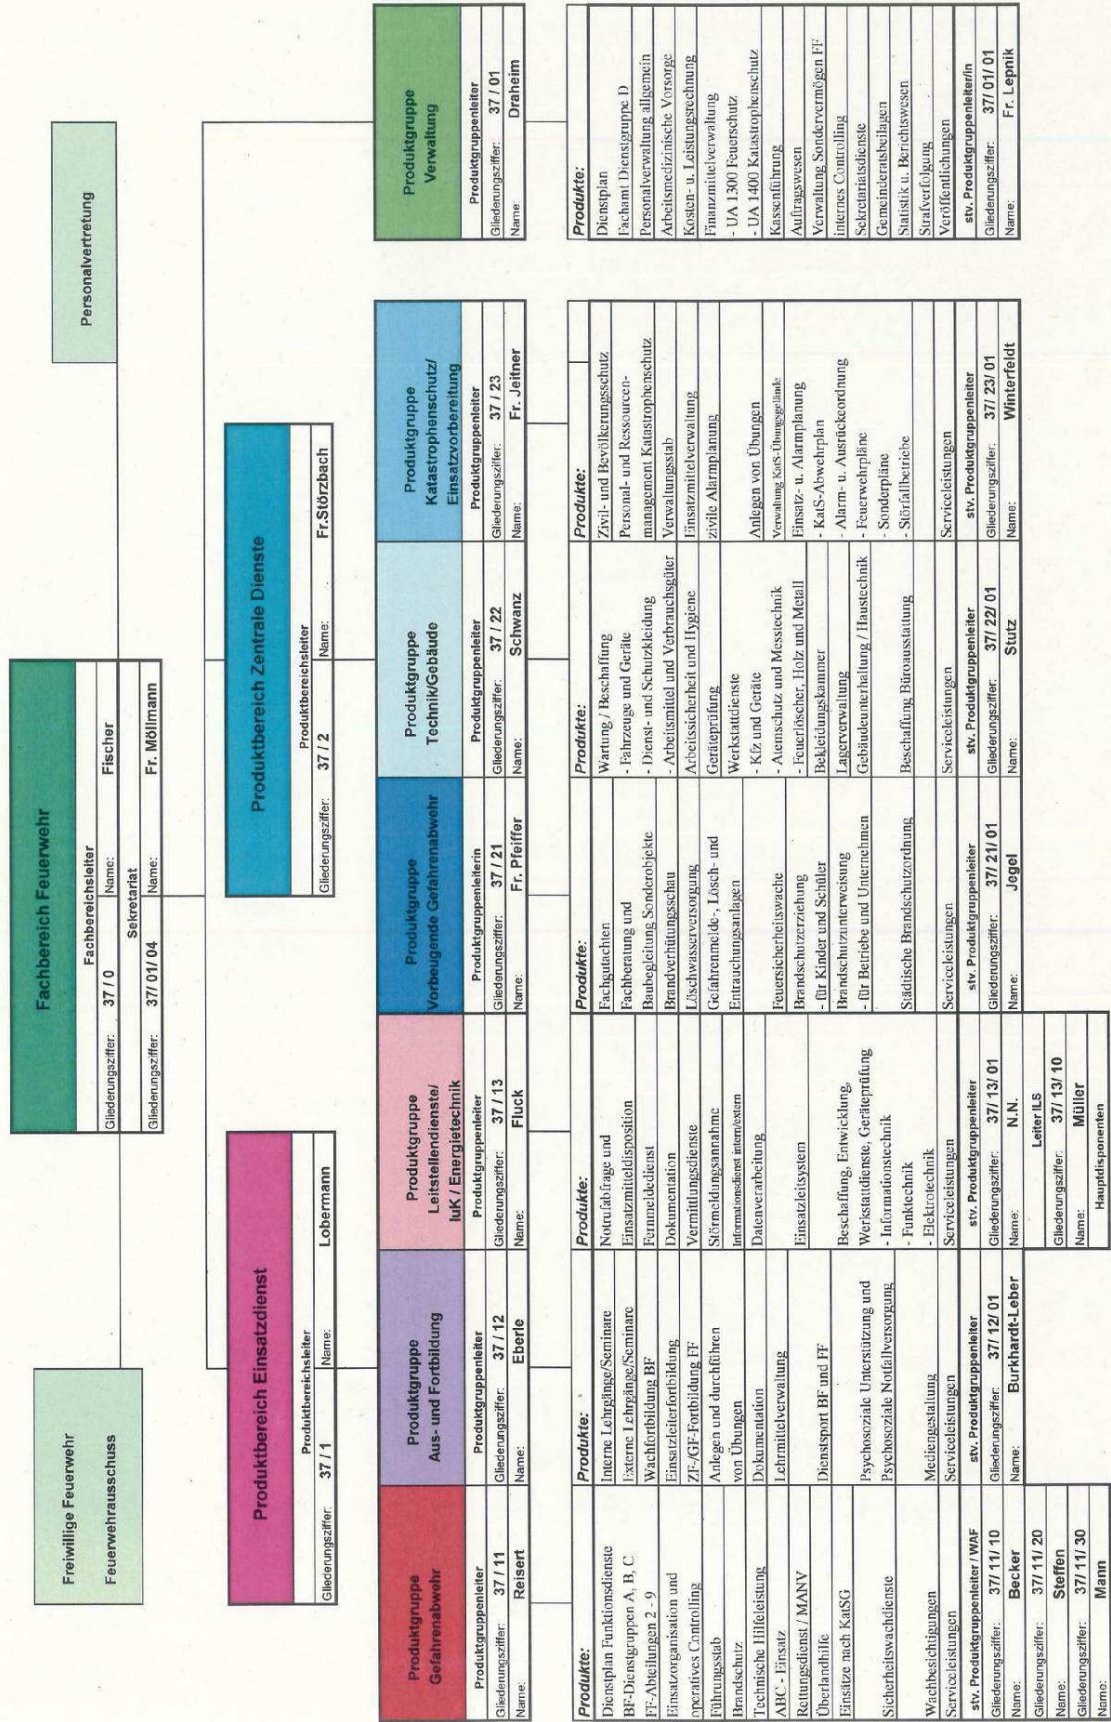 Freiwillige Feuerwehr
Feuerwehrausschuss
Fachbereich Feuerwehr
Fachbereichsleiter
Gliederungsziffer: 37 / 0 Name: Fischer
Sekretariat
Gliederungsziffer: 37/ 01/ 04 Name: Fr. Möllmann
Personalvertretung
Produktbereich Einsatzdienst
Produktbereichsleiter
Gliederungsziffer: 37 / 1 Name: Lobermann
Produktbereich Zentrale Dienste
Produktbereichsleiter
Gliederungsziffer: 37 / 2 Name: Fr.Störzbach
Produktgruppe
Gefahrenabwehr
Produktgruppenleiter
Gliederungsziffer: 37 / 11
Name: Reisert
Produkte:
Dienstplan Funktionsdienste
BF-Dienstgruppen A, B, C
FF-Abteilungen 2 - 9
Einsatzorganisation und
operatives Controlling
Führungsstab
Brandschutz
Technische Hilfeleistung
ABC - Einsatz
Rettungsdienst / MANV
Überlandhilfe
Einsätze nach KatSG
Sicherheitswachdienste
Wachbesichtigungen
Serviceleistungen
stv. Produktgruppenleiter / WAF
Gliederungsziffer: 37/ 11/ 10
Name: Becker
Gliederungsziffer: 37/ 11/ 20
Name: Steffen
Gliederungsziffer: 37/ 11/ 30
Name: Mann
Produktgruppe
Aus- und Fortbildung
Produktgruppenleiter
Gliederungsziffer: 37 / 12
Name: Eberle
Produkte:
Interne Lehrgänge/Seminare
Externe Lehrgänge/Seminare
Wachfortbildung BF
Einsatzleiterfortbildung
ZF-/GF-Fortbildung FF
Anlegen und durchführen
von Übungen
Dokumentation
Lehrmittelverwaltung
Dienstsport BF und FF
Psychosoziale Unterstützung und
Psychosoziale Notfallversorgung
Mediengestaltung
Serviceleistungen
stv. Produktgruppenleiter
Gliederungsziffer: 37/ 12/ 01
Name: Burkhardt-Leber
Produktgruppe
Leitstellendienste/
IuK / Energietechnik
Produktgruppenleiter
Gliederungsziffer: 37 / 13
Name: Fluck
Produkte:
Notrufabfrage und
Einsatzmitteldisposition
Fernmeldedienst
Dokumentation
Vermittlungsdienste
Störmeldungsannahme
Informationsdienst intern/extern
Datenverarbeitung
Einsatzleitsystem
Beschaffung, Entwicklung,
Werkstattdienste, Geräteprüfung
- Informationstechnik
- Funktechnik
- Elektrotechnik
Serviceleistungen
stv. Produktgruppenleiter
Gliederungsziffer: 37/ 13/ 01
Name: N.N.
Leiter ILS
Gliederungsziffer: 37/ 13/ 10
Name: Müller
Hauptdisponenten
Produktgruppe
Vorbeugende Gefahrenabwehr
Produktgruppenleiterin
Gliederungsziffer: 37 / 21
Name: Fr. Pfeiffer
Produkte:
Fachgutachten
Fachberatung und
Baubegleitung Sonderobjekte
Brandverhütungsschau
Löschwasserversorgung
Gefahrenmelde-, Lösch- und
Entrauchungsanlagen
Feuersicherheitswache
Brandschutzerziehung
- für Kinder und Schüler
Brandschutzunterweisung
- für Betriebe und Unternehmen
Städtische Brandschutzordnung
Serviceleistungen
stv. Produktgruppenleiter
Gliederungsziffer: 37/ 21/ 01
Name: Jogel
Produktgruppe
Technik/Gebäude
Produktgruppenleiter
Gliederungsziffer: 37 / 22
Name: Schwanz
Produkte:
Wartung / Beschaffung
- Fahrzeuge und Geräte
- Dienst- und Schutzkleidung
- Arbeitsmittel und Verbrauchsgüter
Arbeitssicherheit und Hygiene
Geräteprüfung
Werkstattdienste
- Kfz und Geräte
- Atemschutz und Messtechnik
- Feuerlöscher, Holz und Metall
Bekleidungskammer
Lagerverwaltung
Gebäudeunterhaltung / Haustechnik
Beschaffung Büroausstattung
Serviceleistungen
stv. Produktgruppenleiter
Gliederungsziffer: 37/ 22/ 01
Name: Stutz
Produktgruppe
Katastrophenschutz/
Einsatzvorbereitung
Produktgruppenleiter
Gliederungsziffer: 37 / 23
Name: Fr. Jeitner
Produkte:
Zivil- und Bevölkerungsschutz
Personal- und Ressourcen-
management Katastrophenschutz
Verwaltungsstab
Einsatzmittelverwaltung
zivile Alarmplanung
Anlegen von Übungen
Verwaltung KatS-Übungsgelände
Einsatz- u. Alarmplanung
- KatS-Abwehrplan
- Alarm- u. Ausrückeordnung
- Feuerwehrpläne
- Sonderpläne
- Störfallbetriebe
Serviceleistungen
stv. Produktgruppenleiter
Gliederungsziffer: 37/ 23/ 01
Name: Winterfeldt
Produktgruppe
Verwaltung
Produktgruppenleiter
Gliederungsziffer: 37 / 01
Name: Draheim
Produkte:
Dienstplan
Fachamt Dienstgruppe D
Personalverwaltung allgemein
Arbeitsmedizinische Vorsorge
Kosten- u. Leistungsrechnung
Finanzmittelverwaltung
- UA 1300 Feuerschutz
- UA 1400 Katastrophenschutz
Kassenführung
Auftragswesen
Verwaltung Sondervermögen FF
internes Controlling
Sekretariatsdienste
Gemeinderatsbeilagen
Statistik u. Berichtswesen
Strafverfolgung
Veröffentlichungen
stv. Produktgruppenleiter/in
Gliederungsziffer: 37/ 01/ 01
Name: Fr. Lepnik